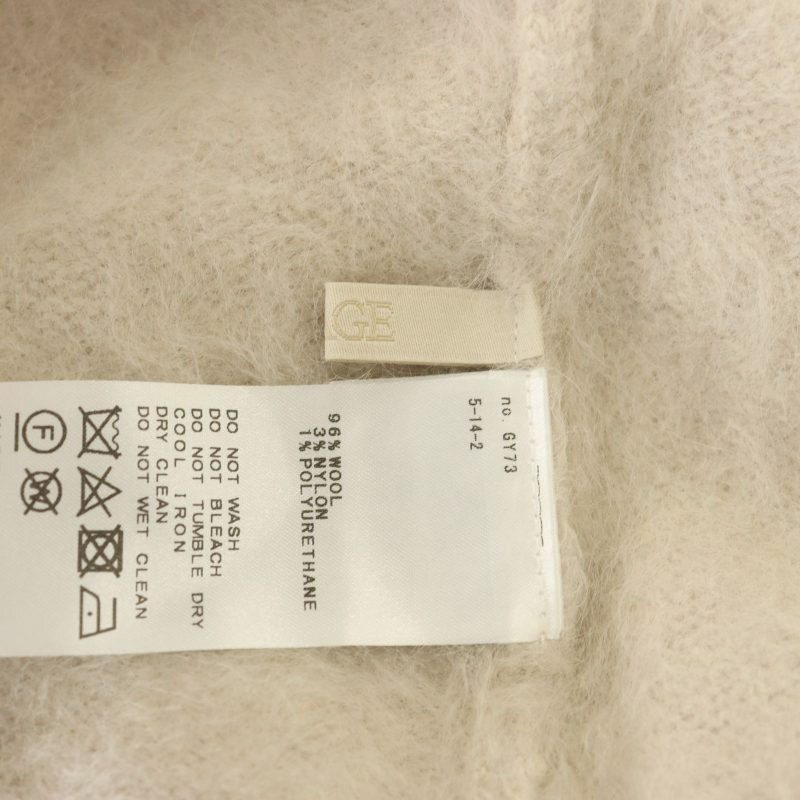 GE
no. GY73
5-14-2
96% WOOL
3% NYLON
1% POLYURETHANE
DO NOT WASH
DO NOT BLEACH
DO NOT TUMBLE DRY
COOL IRON
DRY CLEAN
DO NOT WET CLEAN
F
W